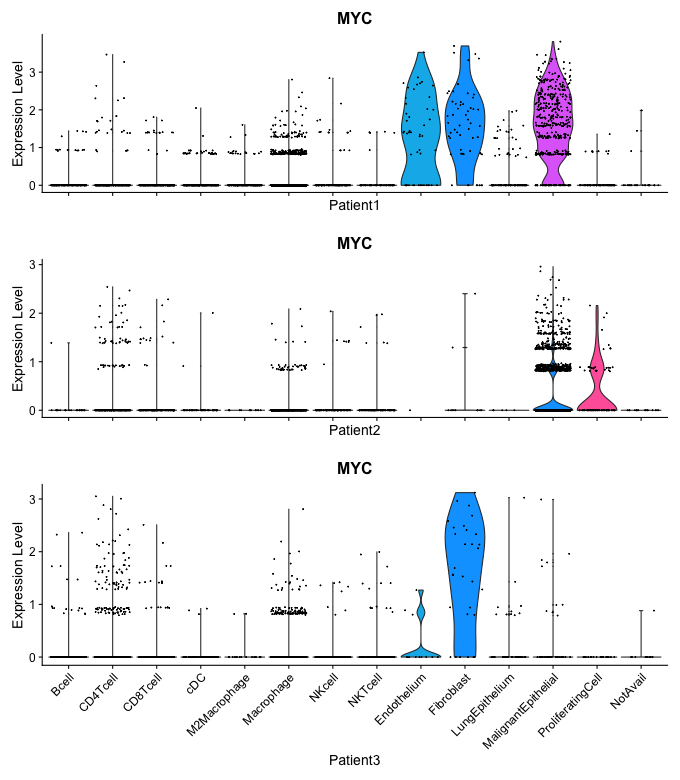 MYC
Expression Level
3
2
1
0
Patient1
MYC
Expression Level
3
2
1
0
Patient2
MYC
Expression Level
3
2
1
0
Bcell
CD4Tcell
CD8Tcell
cDC
M2Macrophage
Macrophage
NKcell
NKTcell
Endothelium
Fibroblast
LungEpithelium
MalignantEpithelial
ProliferatingCell
NotAvail
Patient3